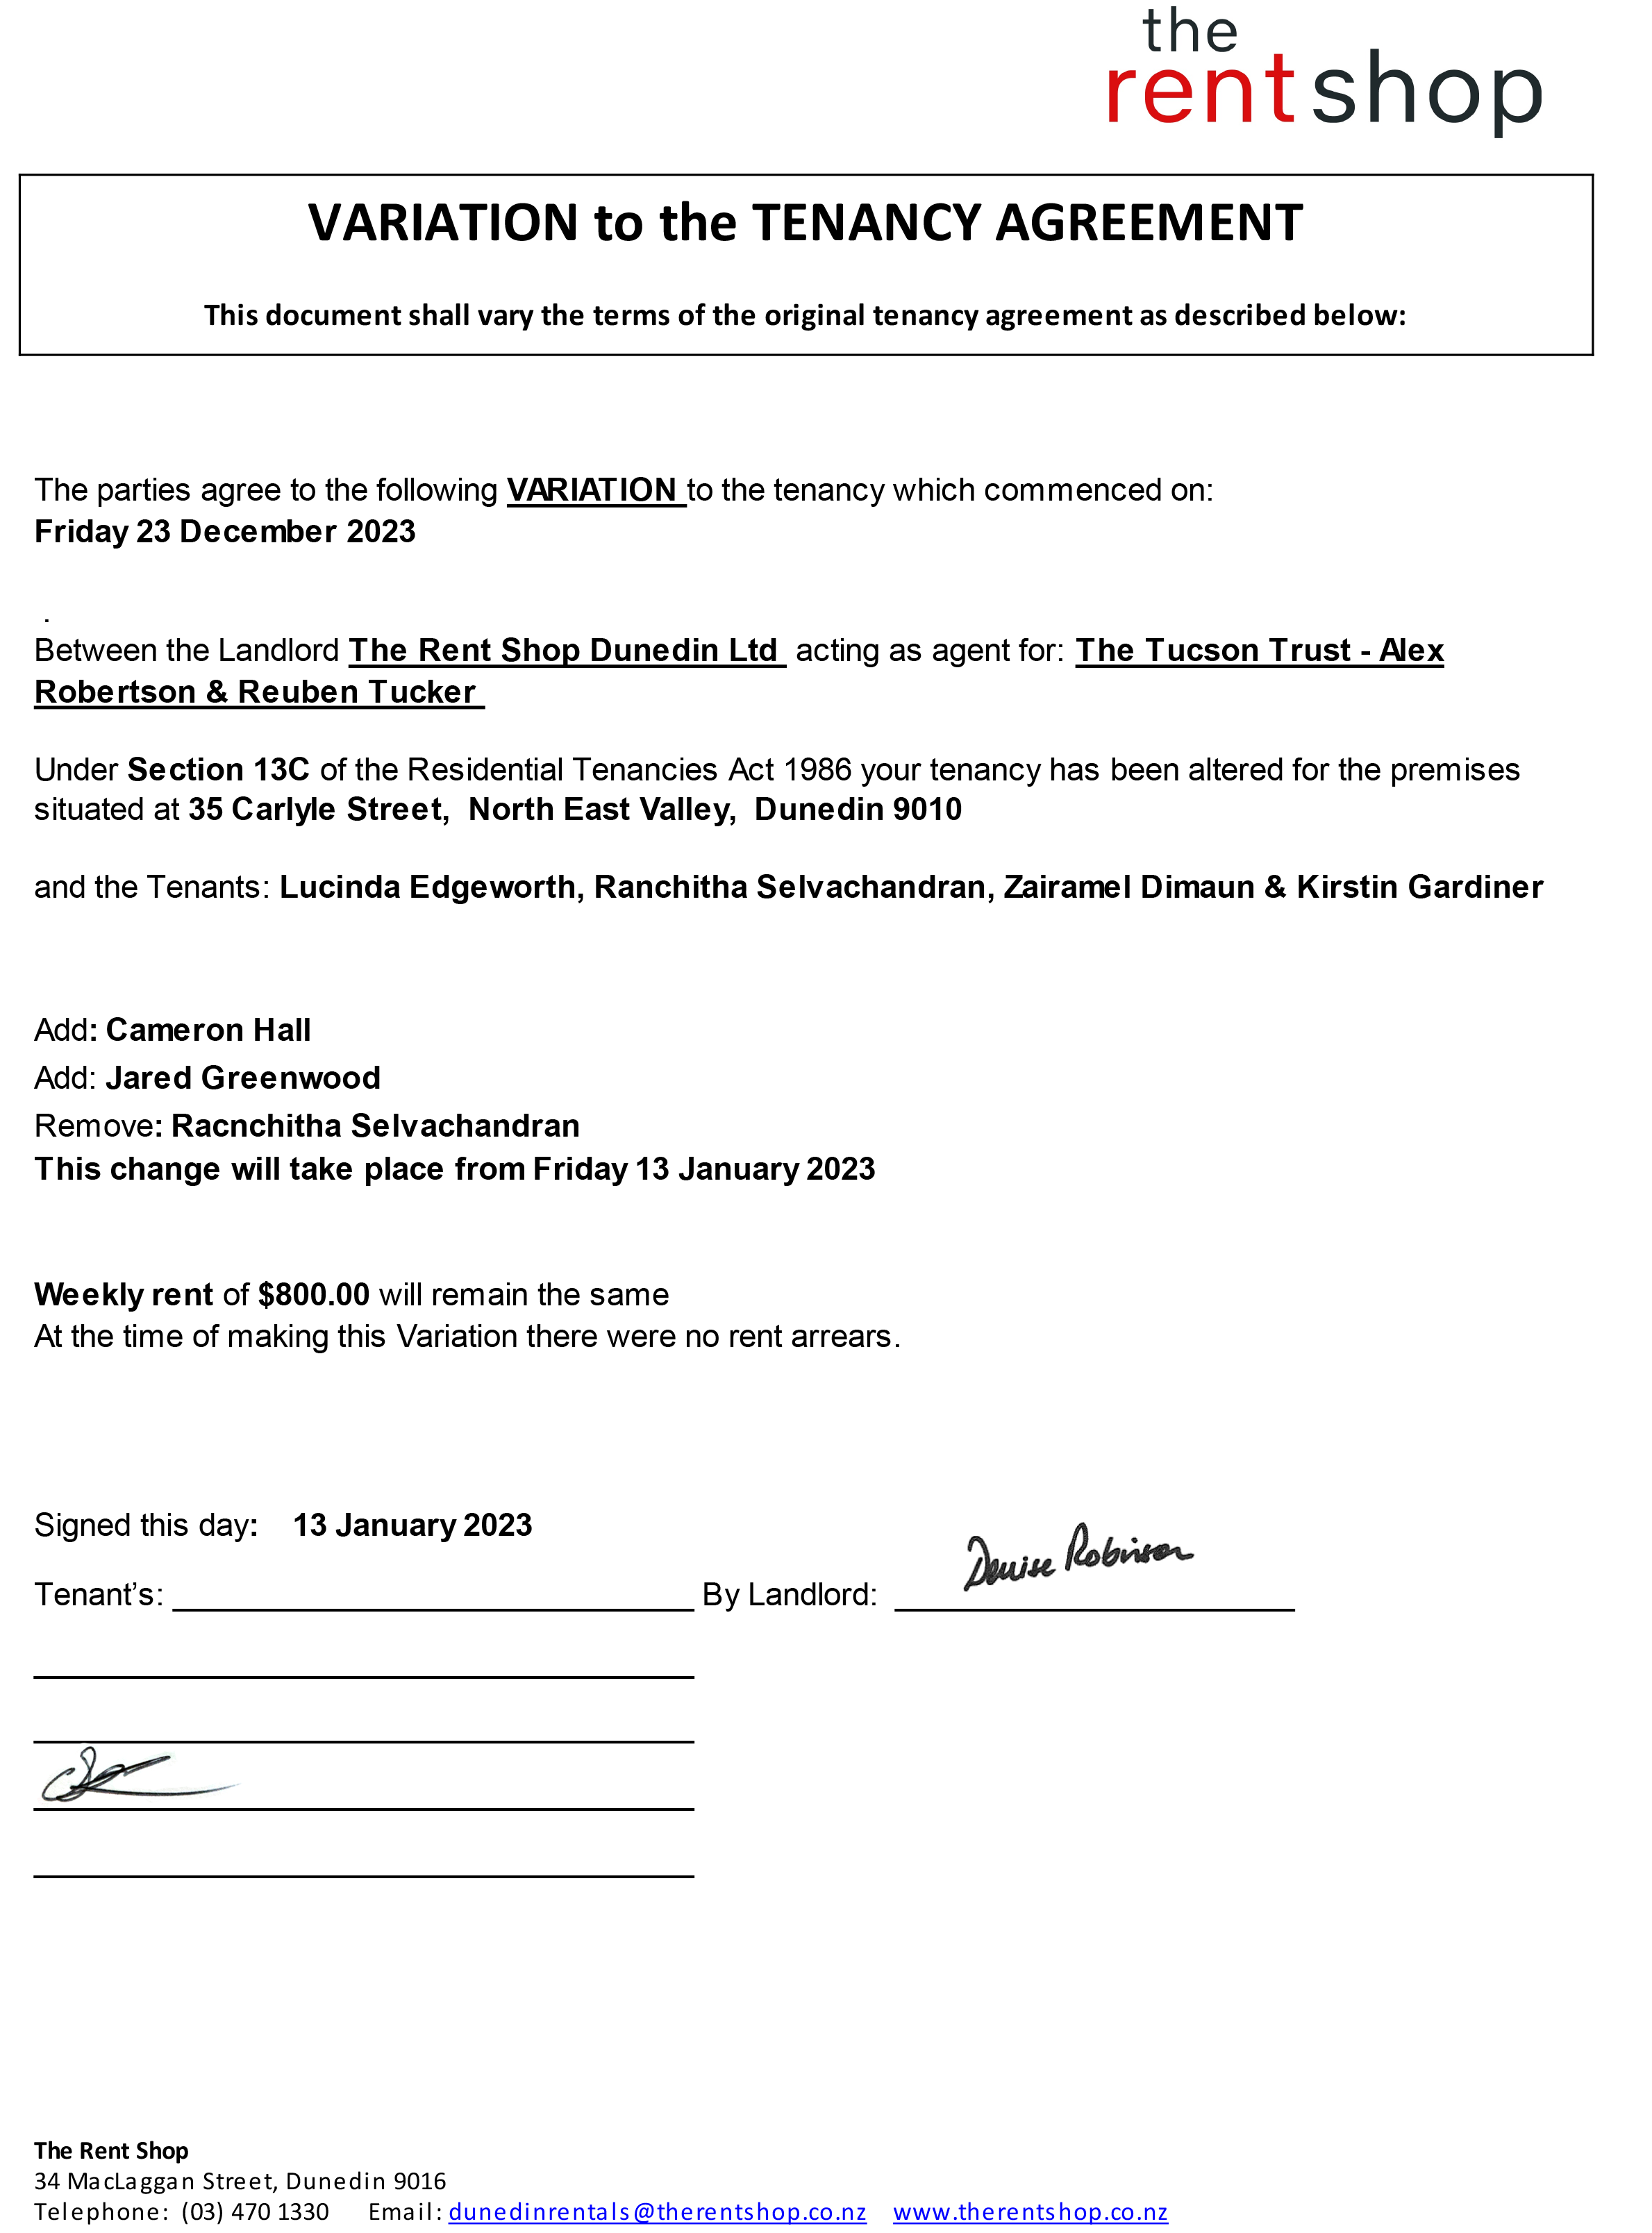 the
rent shop
VARIATION to the TENANCY AGREEMENT
This document shall vary the terms of the original tenancy agreement as described below:
The parties agree to the following VARIATION to the tenancy which commenced on:
Friday 23 December 2023
.
Between the Landlord The Rent Shop Dunedin Ltd acting as agent for: The Tucson Trust - Alex
Robertson & Reuben Tucker
Under Section 13C of the Residential Tenancies Act 1986 your tenancy has been altered for the premises
situated at 35 Carlyle Street, North East Valley, Dunedin 9010
and the Tenants: Lucinda Edgeworth, Ranchitha Selvachandran, Zairamel Dimaun & Kirstin Gardiner
Add: Cameron Hall
Add: Jared Greenwood
Remove: Racnchitha Selvachandran
This change will take place from Friday 13 January 2023
Weekly rent of $800.00 will remain the same
At the time of making this Variation there were no rent arrears.
Signed this day: 13 January 2023
Denise Robinson
Tenant’s: By Landlord:
The Rent Shop
34 MacLaggan Street, Dunedin 9016
Telephone: (03) 470 1330 Email: dunedinrentals@therentshop.co.nz www.therentshop.co.nz